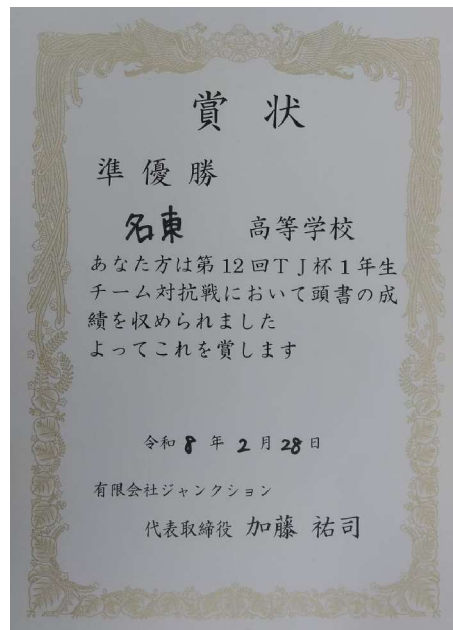 賞状
準優勝
名東 高等学校
あなた方は第12回TJ杯1年生
チーム対抗戦において頭書の成
績を収められました
よってこれを賞します
令和8年2月28日
有限会社ジャンクション
代表取締役 加藤 祐司